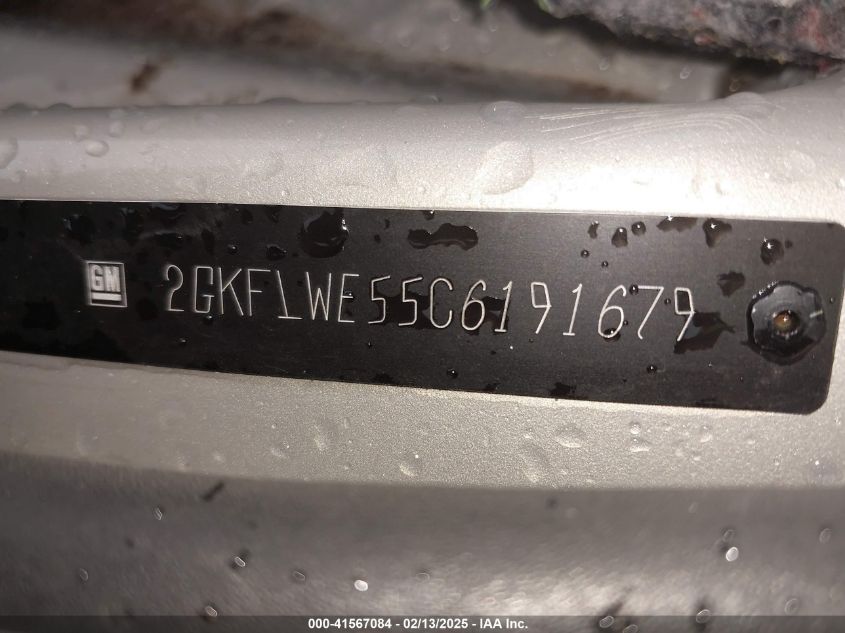 GM 2GKFLWE55C6191679
000-41567084 - 02/13/2025 - IAA Inc.